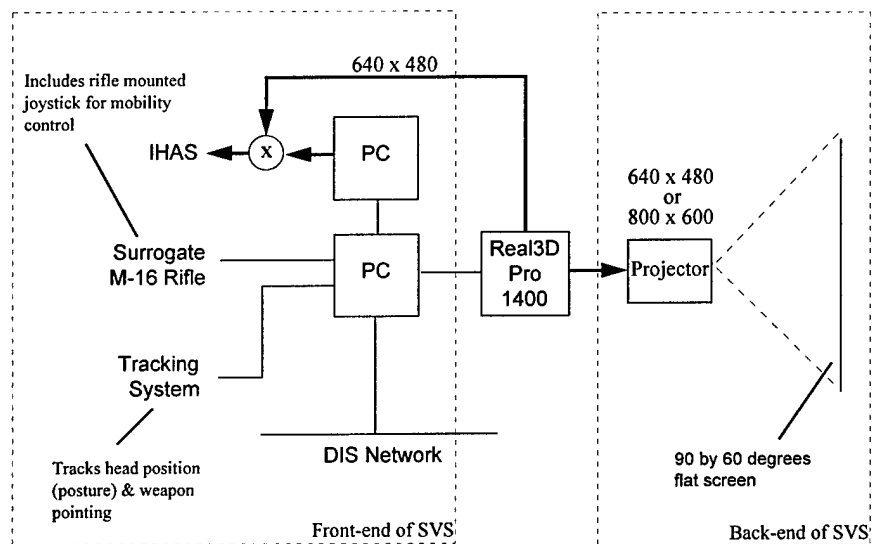 640 x 480
Includes rifle mounted
joystick for mobility
control
IHAS
X
PC
640 x 480
or
800 x 600
Surrogate
M-16 Rifle
PC
Real3D
Pro
1400
Projector
Tracking
System
DIS Network
Tracks head position
(posture) & weapon
pointing
90 by 60 degrees
flat screen
Front-end of SVS
Back-end of SVS